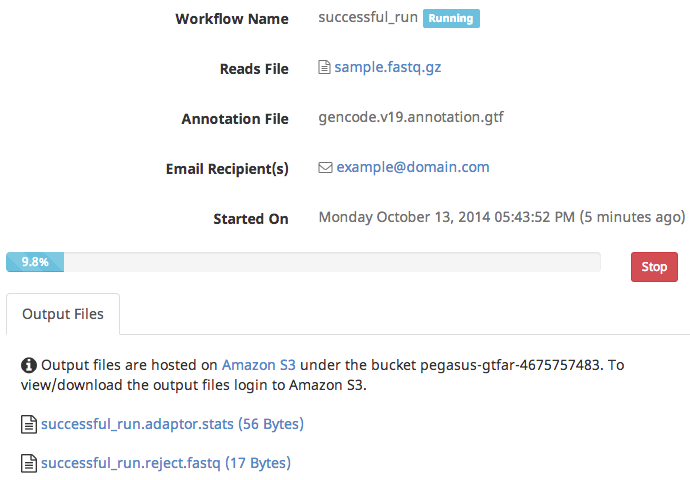 Workflow Name successful_run Running
Reads File sample.fastq.gz
Annotation File gencode.v19.annotation.gtf
Email Recipient(s) example@domain.com
Started On Monday October 13, 2014 05:43:52 PM (5 minutes ago)
9.8% Stop
Output Files
Output files are hosted on Amazon S3 under the bucket pegasus-gtfar-4675757483. To
view/download the output files login to Amazon S3.
successful_run.adaptor.stats (56 Bytes)
successful_run.reject.fastq (17 Bytes)